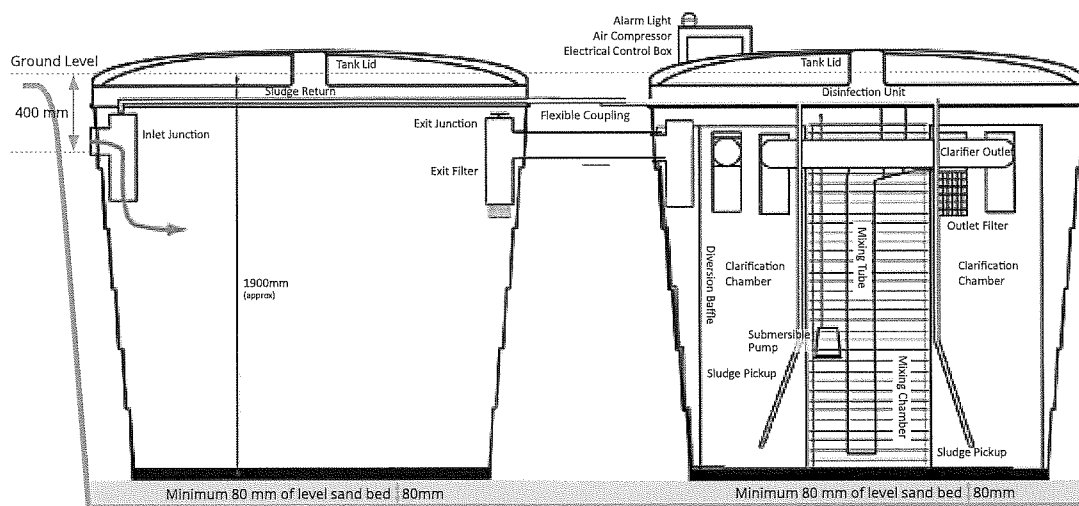 Alarm Light
Air Compressor
Electrical Control Box
Ground Level
Tank Lid
Tank Lid
Sludge Return
Disinfection Unit
400 mm
Flexible Coupling
Inlet Junction
Exit Junction
Clarifier Outlet
Exit Filter
Outlet Filter
Mixing Tube
Diversion Baffle
Clarification
Chamber
Clarification
Chamber
1900mm
(approx)
Submersible
Pump
Sludge Pickup
Mixing Chamber
Sludge Pickup
Minimum 80 mm of level sand bed 80mm
Minimum 80 mm of level sand bed 80mm